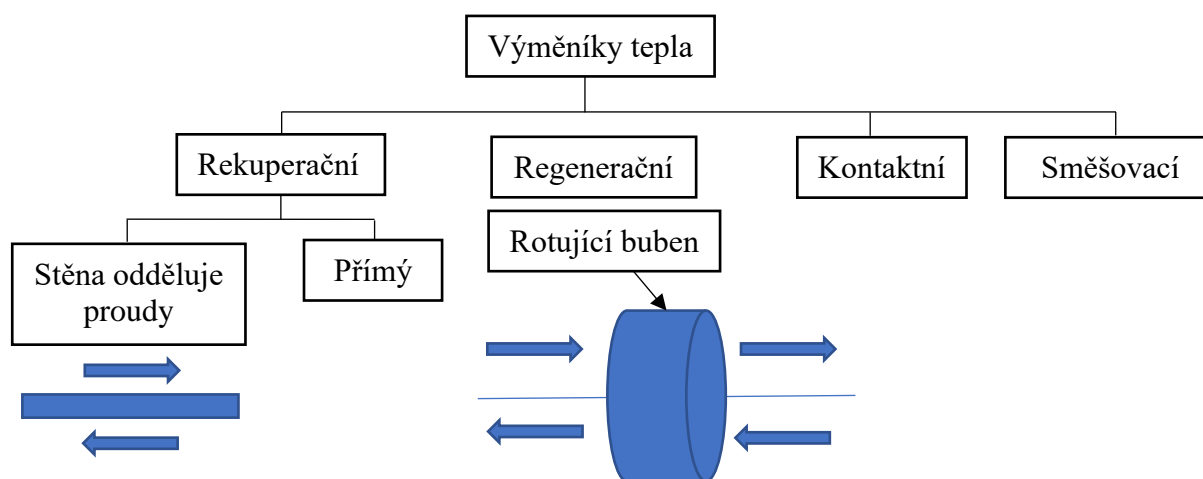 Výměníky tepla
Rekuperační
Regenerační
Kontaktní
Směšovací
Stěna odděluje
proudy
Přímý
Rotující buben